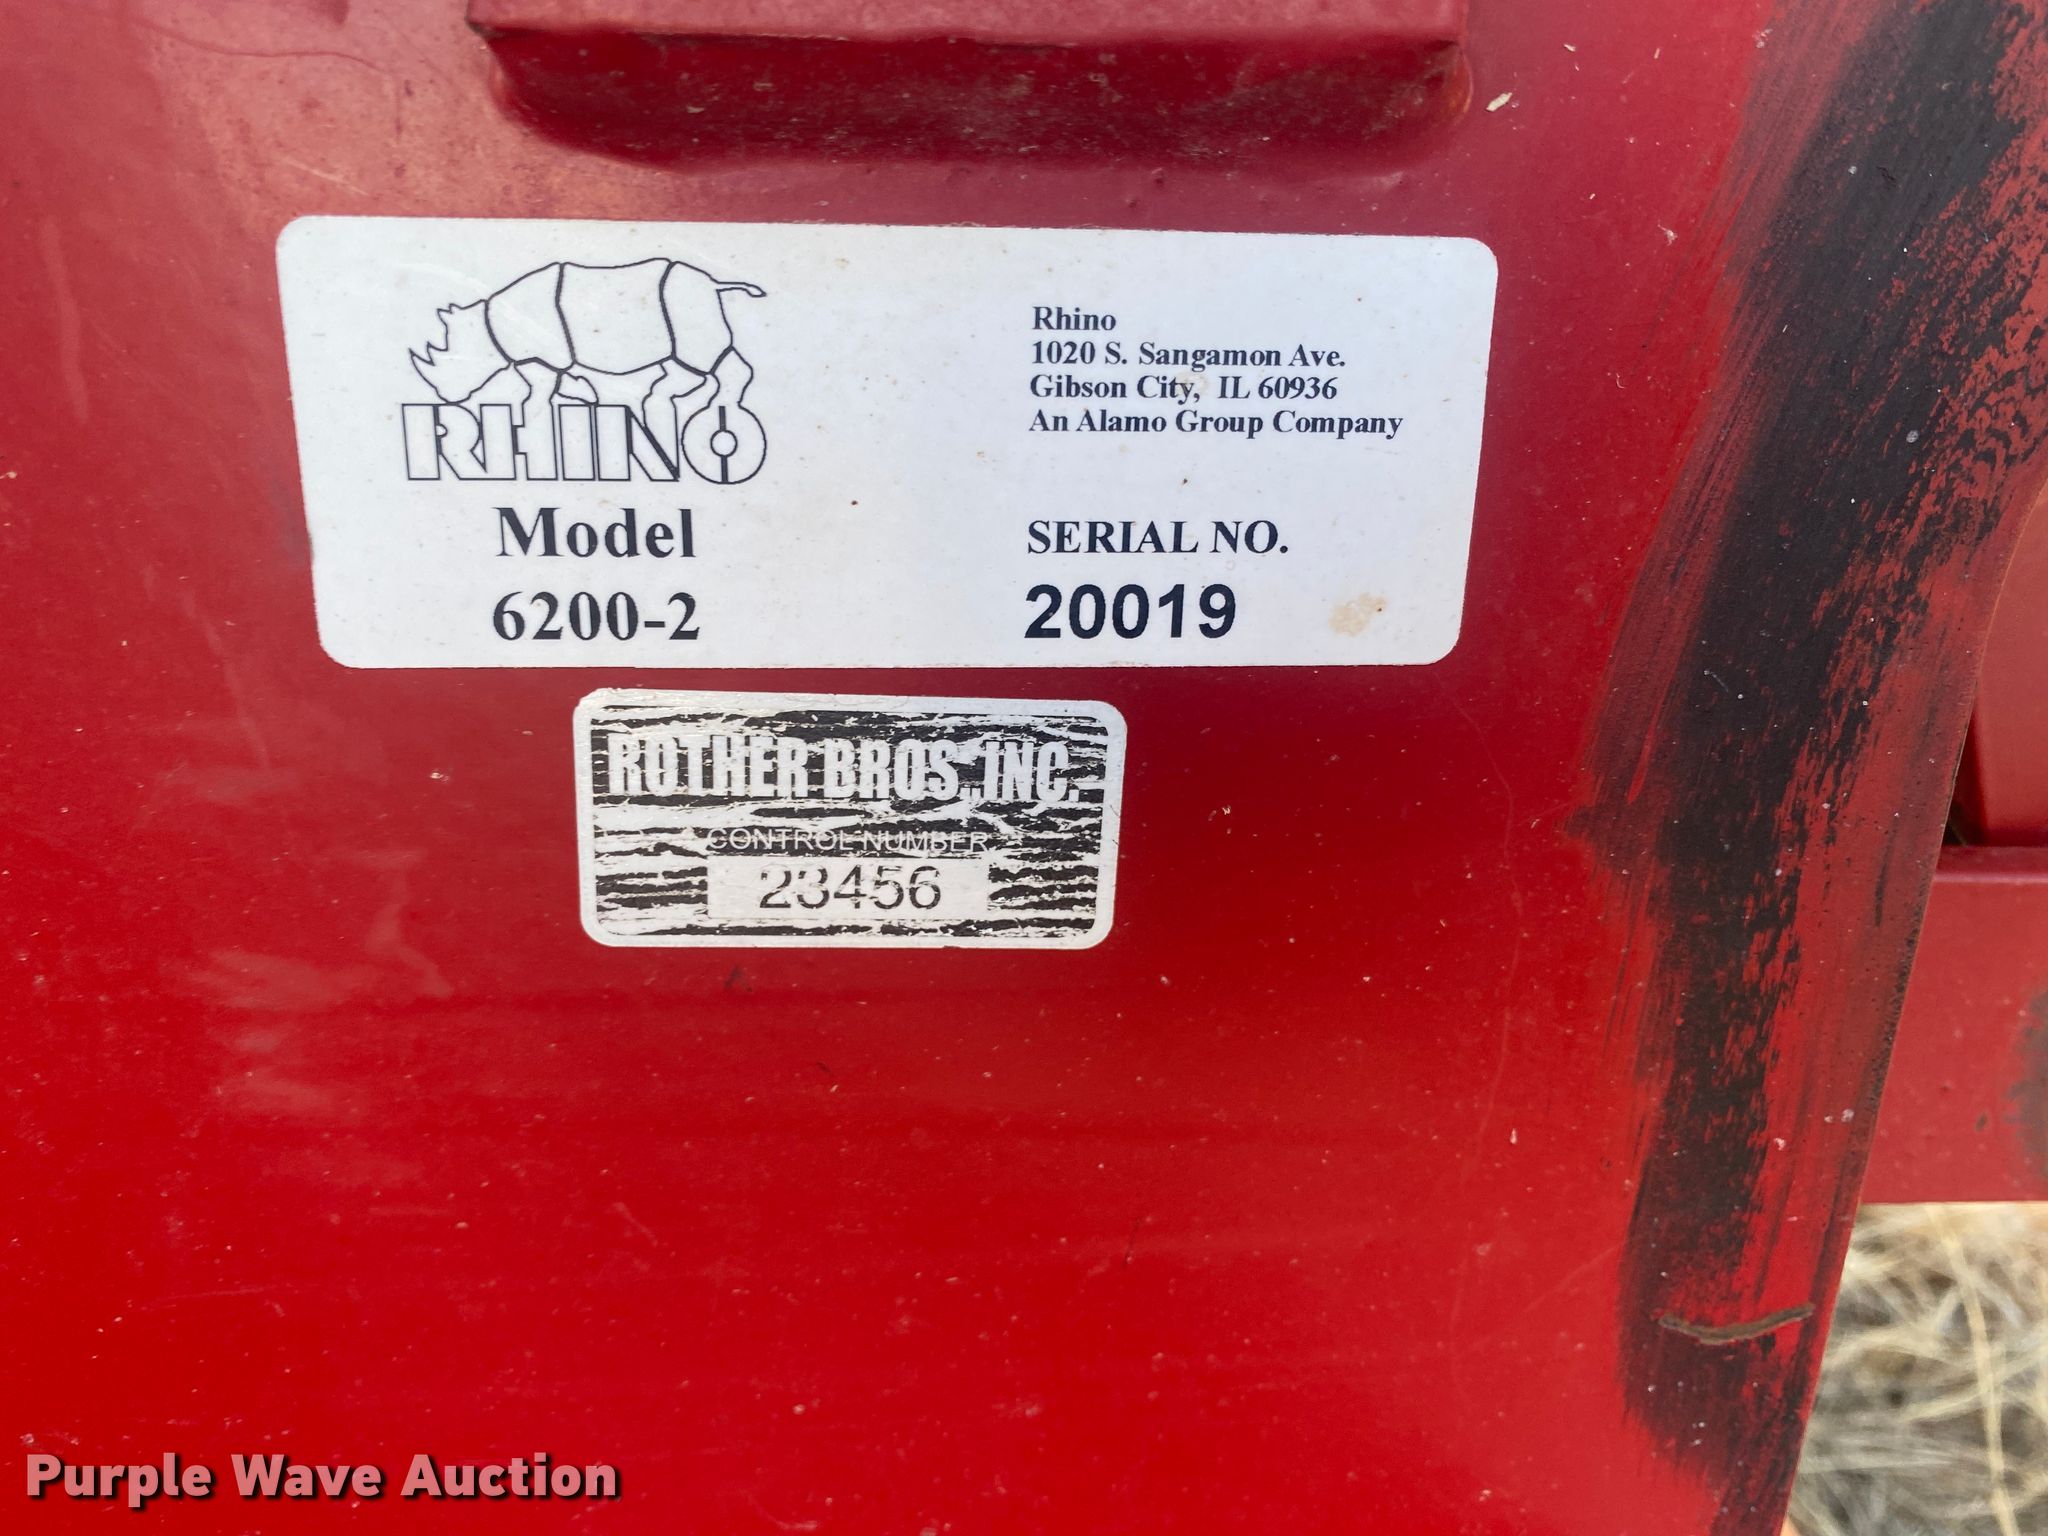 RHINO
Model
6200-2
Rhino
1020 S. Sangamon Ave.
Gibson City, IL 60936
An Alamo Group Company
SERIAL NO.
20019
ROTHER BROS., INC.
CONTROL NUMBER
23456
Purple Wave Auction